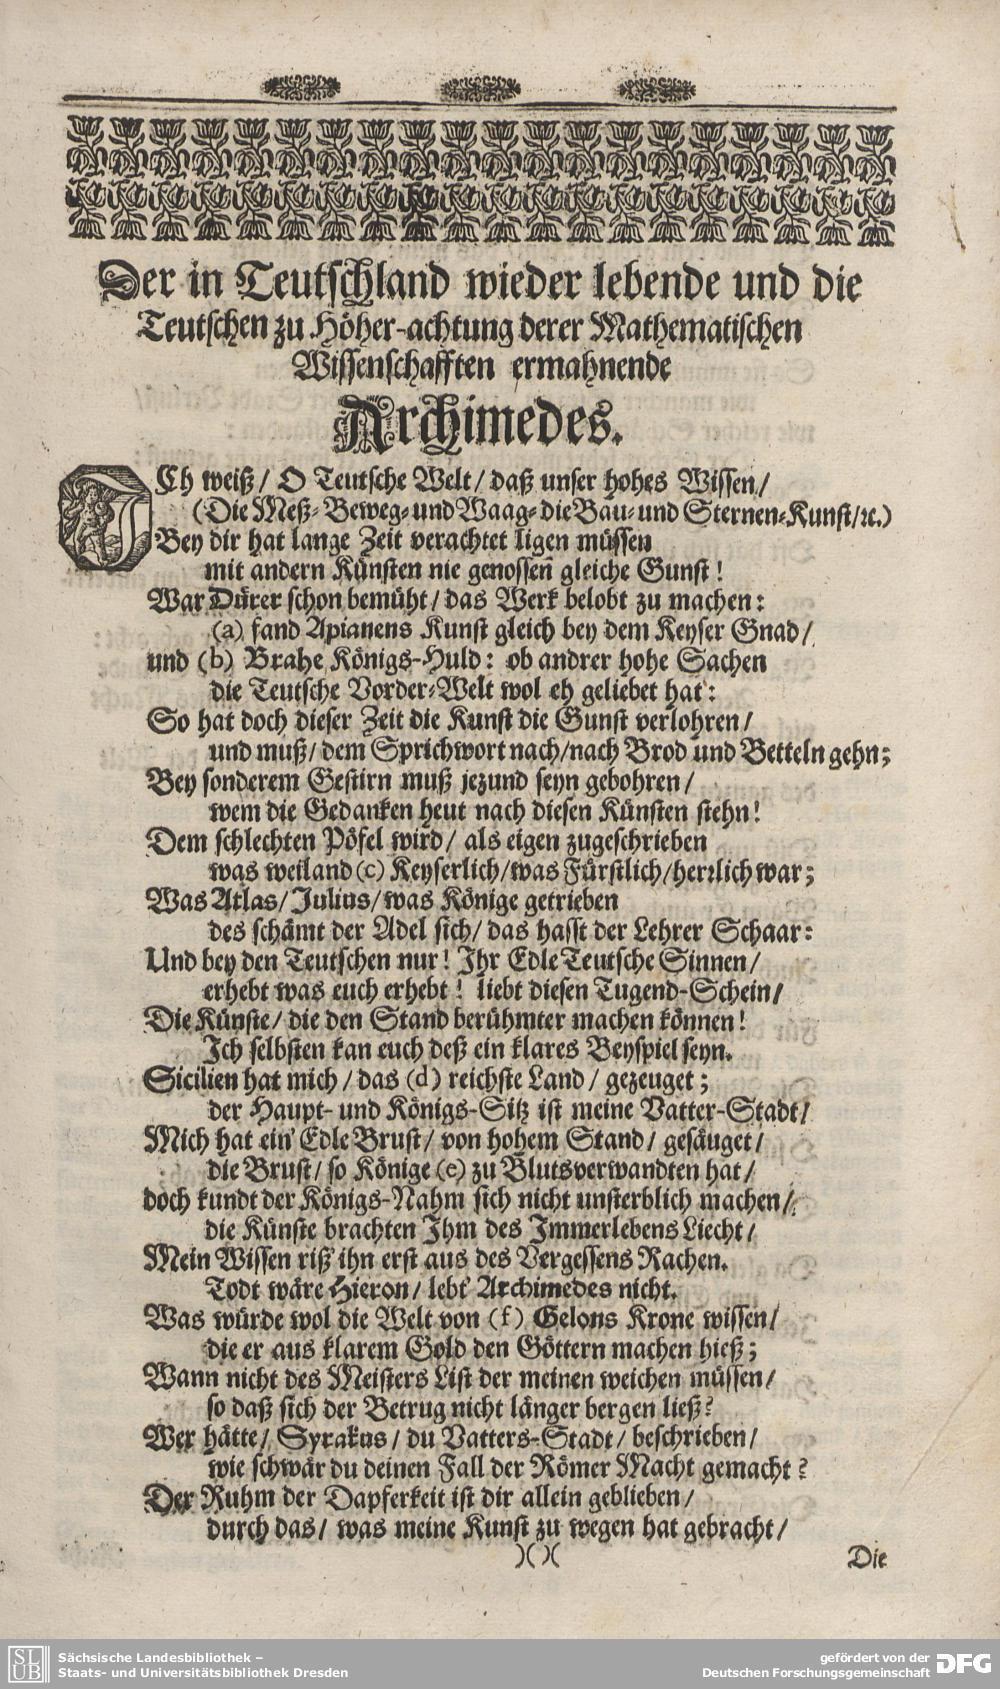 Der in Teutschland wieder lebende und die
Teutschen zu Höher-achtung derer Mathematischen
Wissenschafften ermahnende
Archimedes.
ICh weiß / O Teutsche Welt / daß unser hohes Wissen /
(Die Meß- Beweg- und Waag- die Bau- und Sternen-Kunst / ꝛc.)
Bey dir hat lange Zeit verachtet ligen müssen
mit andern Künsten nie genosseñ gleiche Gunst !
War Dürer schon bemüht / das Werk belobt zu machen :
(a) fand Apianens Kunst gleich bey dem Keyser Gnad /
und (b) Brahe Königs-Huld : ob andrer hohe Sachen
die Teutsche Vorder-Welt wol eh geliebet hat :
So hat doch dieser Zeit die Kunst die Gunst verlohren /
und muß / dem Sprichwort nach / nach Brod und Betteln gehn ;
Bey sonderem Gestirn muß jezund seyn gebohren /
wem die Gedanken heut nach diesen Künsten stehn !
Dem schlechten Pöfel wird / als eigen zugeschrieben
was weiland (c) Keyserlich / was Fürstlich / herꝛlich war ;
Was Atlas / Julius / was Könige getrieben
des schämt der Adel sich / das hasst der Lehrer Schaar :
Und bey den Teutschen nur ! Ihr Edle Teutsche Sinnen /
erhebt was euch erhebt ! liebt diesen Tugend-Schein /
Die Künste / die den Stand berühmter machen können !
Ich selbsten kan euch deß ein klares Beyspiel seyn.
Sicilien hat mich / das (d) reichste Land / gezeuget ;
der Haupt- und Königs-Sitz ist meine Vatter-Stadt /
Mich hat ein' Edle Brust / von hohem Stand / gesäuget /
die Brust / so Könige (e) zu Blutsverwandten hat /
doch kundt der Königs-Nahm sich nicht unsterblich machen /
die Künste brachten Ihm des Immerlebens Liecht /
Mein Wissen riß' ihn erst aus des Vergessens Rachen.
Todt wäre Hieron / lebt' Archimedes nicht.
Was würde wol die Welt von (f) Gelons Krone wissen /
die er aus klarem Gold den Göttern machen hieß ;
Wann nicht des Meisters List der meinen weichen müssen /
so daß sich der Betrug nicht länger bergen ließ ?
Wer hätte / Syrakus / du Vatters-Stadt / beschrieben /
wie schwär du deinen Fall der Römer Macht gemacht ?
Der Ruhm der Dapferkeit ist dir allein geblieben /
durch das / was meine Kunst zu wegen hat gebracht /
)( )(
Die
SLUB
Sächsische Landesbibliothek –
Staats- und Universitätsbibliothek Dresden
gefördert von der
Deutschen Forschungsgemeinschaft
DFG